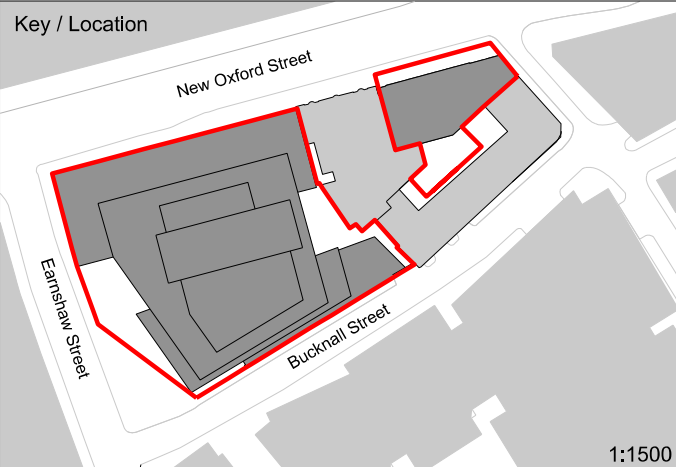 Key / Location
New Oxford Street
Earnshaw Street
Bucknall Street
1:1500